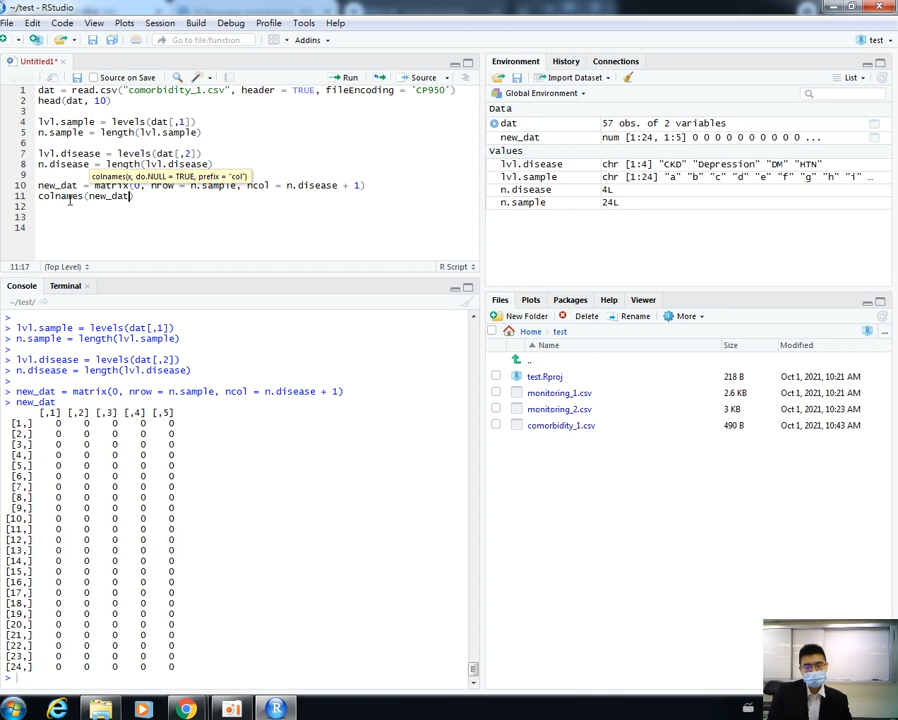 ~/test - RStudio
File Edit Code View Plots Session Build Debug Profile Tools Help
Go to file/function Addins test
Untitled1*
Source on Save Run Source
1 dat = read.csv("comorbidity_1.csv", header = TRUE, fileEncoding = 'CP950')
2 head(dat, 10)
3
4 lvl.sample = levels(dat[,1])
5 n.sample = length(lvl.sample)
6
7 lvl.disease = levels(dat[,2])
8 n.disease = length(lvl.disease)
9 colnames(x, do.NULL = TRUE, prefix = "col")
10 new_dat = matrix(0, nrow = n.sample, ncol = n.disease + 1)
11 colnames(new_dat)
12
13
14
11:17 (Top Level) R Script
Console Terminal
~/test/
>
> lvl.sample = levels(dat[,1])
> n.sample = length(lvl.sample)
>
> lvl.disease = levels(dat[,2])
> n.disease = length(lvl.disease)
>
> new_dat = matrix(0, nrow = n.sample, ncol = n.disease + 1)
> new_dat
[,1] [,2] [,3] [,4] [,5]
[1,] 0 0 0 0 0
[2,] 0 0 0 0 0
[3,] 0 0 0 0 0
[4,] 0 0 0 0 0
[5,] 0 0 0 0 0
[6,] 0 0 0 0 0
[7,] 0 0 0 0 0
[8,] 0 0 0 0 0
[9,] 0 0 0 0 0
[10,] 0 0 0 0 0
[11,] 0 0 0 0 0
[12,] 0 0 0 0 0
[13,] 0 0 0 0 0
[14,] 0 0 0 0 0
[15,] 0 0 0 0 0
[16,] 0 0 0 0 0
[17,] 0 0 0 0 0
[18,] 0 0 0 0 0
[19,] 0 0 0 0 0
[20,] 0 0 0 0 0
[21,] 0 0 0 0 0
[22,] 0 0 0 0 0
[23,] 0 0 0 0 0
[24,] 0 0 0 0 0
>
Environment History Connections
Import Dataset List
Global Environment
Data
dat 57 obs. of 2 variables
new_dat num [1:24, 1:5] 0 0 0 0 0 0 0 0 0 0 ...
Values
lvl.disease chr [1:4] "CKD" "Depression" "DM" "HTN"
lvl.sample chr [1:24] "a" "b" "c" "d" "e" "f" "g" "h" "i" …
n.disease 4L
n.sample 24L
Files Plots Packages Help Viewer
New Folder Delete Rename More
Home test ...
Name Size Modified
..
test.Rproj 218 B Oct 1, 2021, 10:21 AM
monitoring_1.csv 2.6 KB Oct 1, 2021, 10:21 AM
monitoring_2.csv 3 KB Oct 1, 2021, 10:23 AM
comorbidity_1.csv 490 B Oct 1, 2021, 10:43 AM